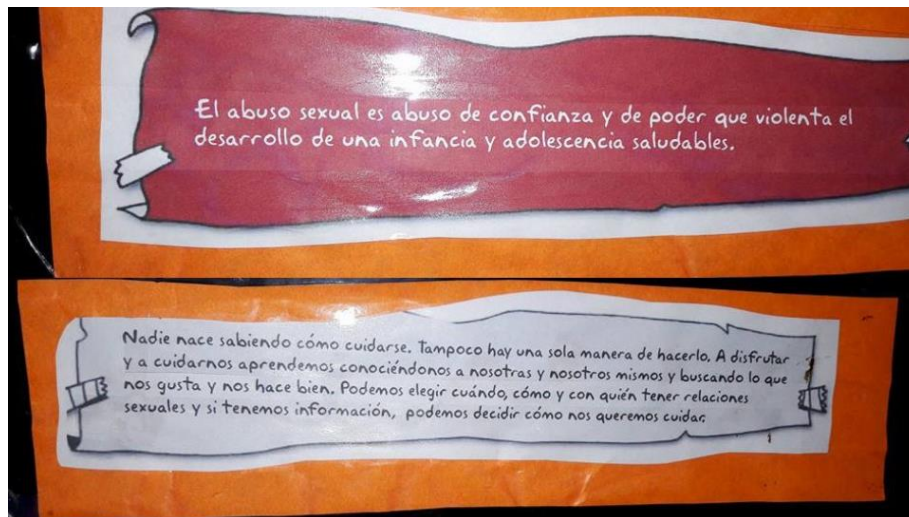 El abuso sexual es abuso de confianza y de poder que violenta el
desarrollo de una infancia y adolescencia saludables.
Nadie nace sabiendo cómo cuidarse. Tampoco hay una sola manera de hacerlo. A disfrutar
y a cuidarnos aprendemos conociéndonos a nosotras y nosotros mismos y buscando lo que
nos gusta y nos hace bien. Podemos elegir cuándo, cómo y con quién tener relaciones
sexuales y si tenemos información, podemos decidir cómo nos queremos cuidar.